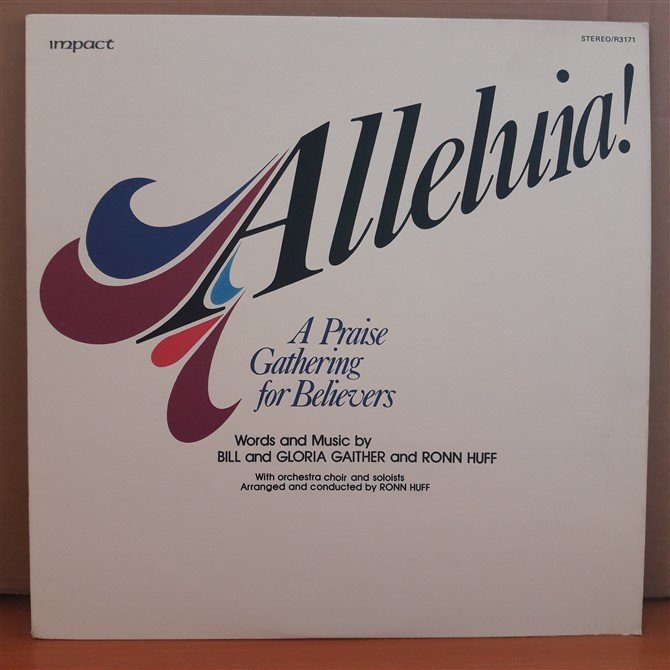 impact
STEREO/R3171
Alleluia!
A Praise
Gathering
for Believers
Words and Music by
BILL and GLORIA GAITHER and RONN HUFF
With orchestra choir and soloists
Arranged and conducted by RONN HUFF